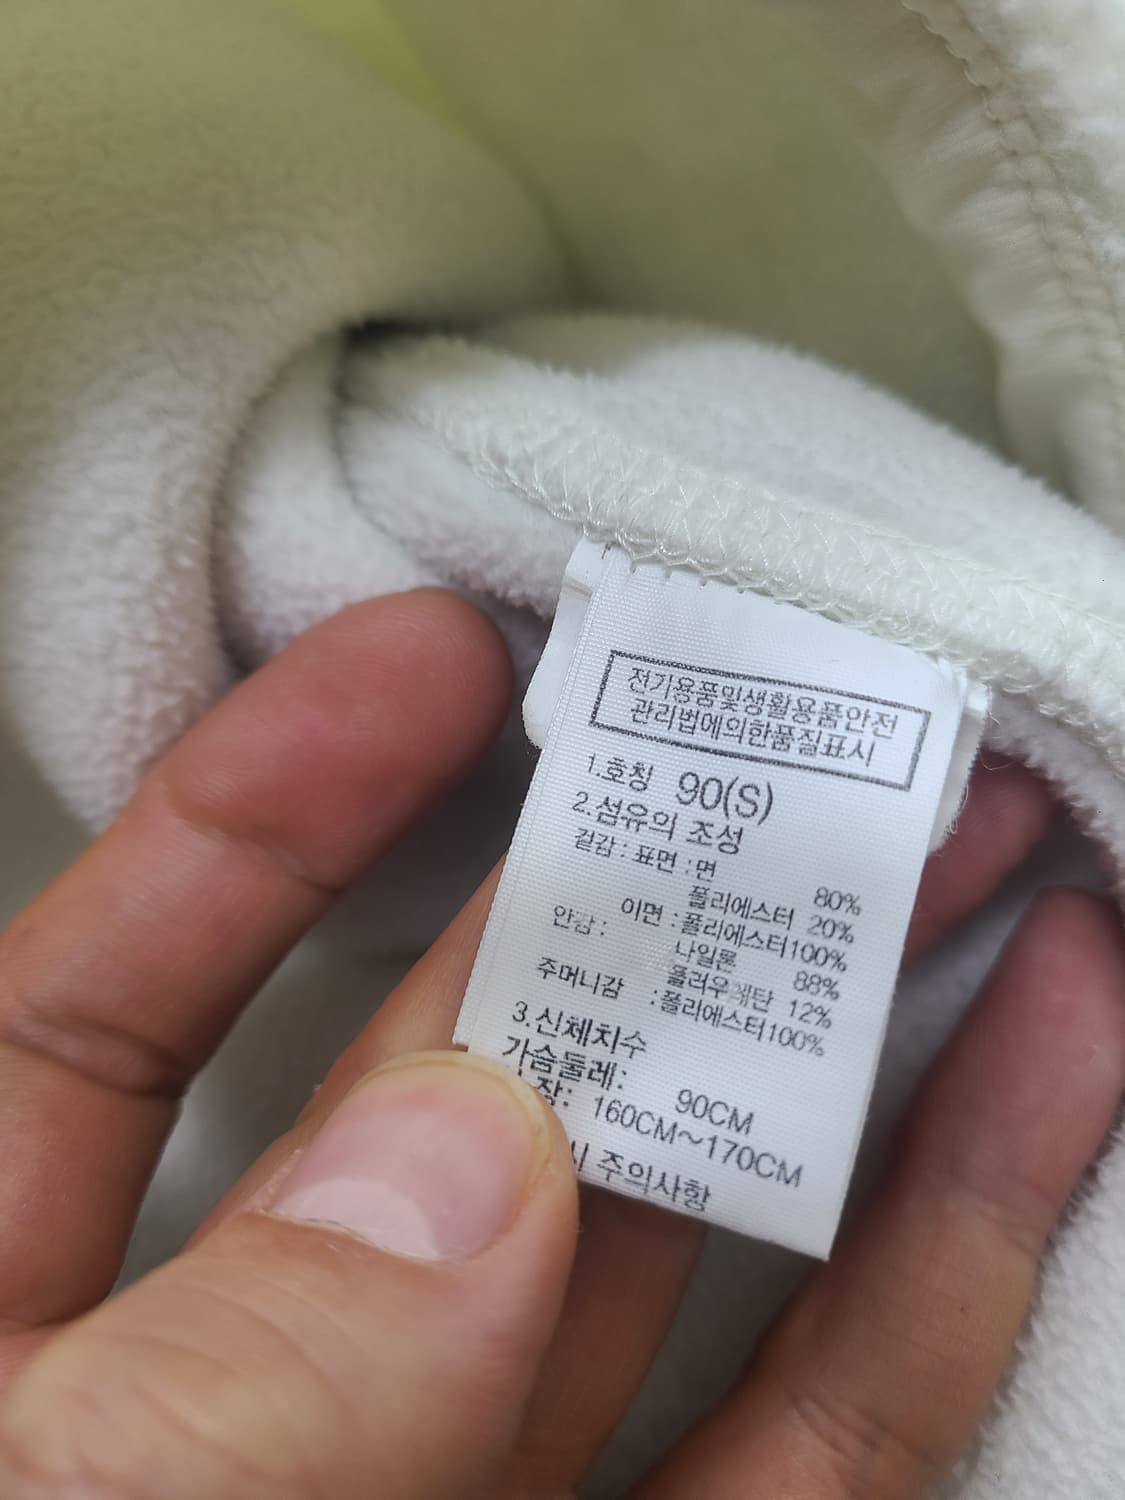 전기용품및생활용품안전
관리법에의한품질표시
1.호칭 90(S)
2.섬유의 조성
겉감 : 표면 : 면 80%
폴리에스터 20%
이면 : 폴리에스터100%
안감 : 나일론 88%
폴리우레탄 12%
주머니감 : 폴리에스터100%
3.신체치수
가슴둘레: 90CM
장: 160CM~170CM
시 주의사항